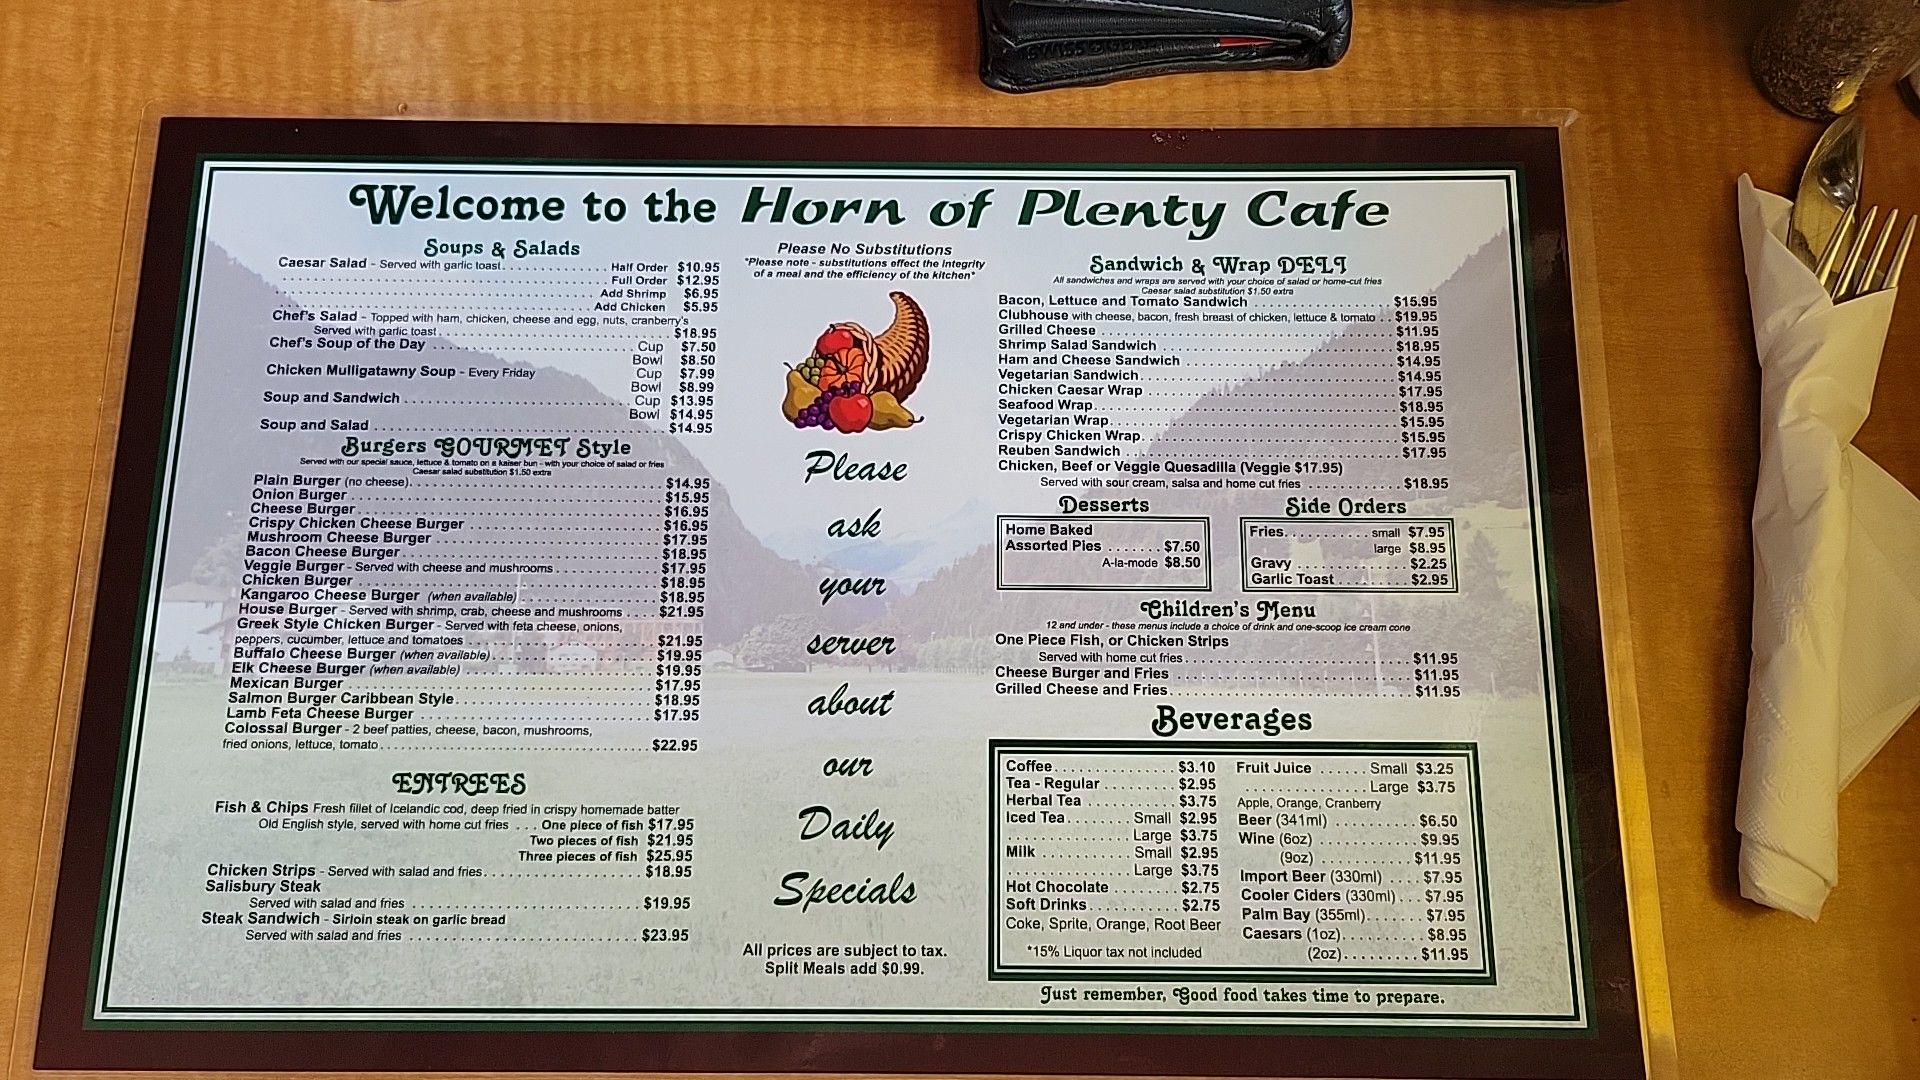 Welcome to the Horn of Plenty Cafe
Soups & Salads
Caesar Salad - Served with garlic toast. . . . . . . . . . . . . . . Half Order $10.95
. . . . . . . . . . . . . . . Full Order $12.95
. . . . . . . . . . . . . . . Add Shrimp $6.95
. . . . . . . . . . . . . . . Add Chicken $5.95
Chef's Salad - Topped with ham, chicken, cheese and egg, nuts, cranberry's
Served with garlic toast . . . . . . . . . . . . . . . $18.95
Chef's Soup of the Day . . . . . . . . . . . . . . . Cup $7.50
Bowl $8.50
Chicken Mulligatawny Soup - Every Friday Cup $7.99
Bowl $8.99
Soup and Sandwich . . . . . . . . . . . . . . . Cup $13.95
Bowl $14.95
Soup and Salad . . . . . . . . . . . . . . . $14.95
Burgers GOURMET Style
Served with our special sauce, lettuce & tomato on a kaiser bun - with your choice of salad or fries
Caesar salad substitution $1.50 extra
Plain Burger (no cheese). . . . . . . . . . . . . . . $14.95
Onion Burger . . . . . . . . . . . . . . . $15.95
Cheese Burger . . . . . . . . . . . . . . . $16.95
Crispy Chicken Cheese Burger . . . . . . . . . . . . . . . $16.95
Mushroom Cheese Burger . . . . . . . . . . . . . . . $17.95
Bacon Cheese Burger . . . . . . . . . . . . . . . $18.95
Veggie Burger - Served with cheese and mushrooms . . . . . . . . . . . . . . . $17.95
Chicken Burger . . . . . . . . . . . . . . . $18.95
Kangaroo Cheese Burger (when available) . . . . . . . . . . . . . . . $18.95
House Burger - Served with shrimp, crab, cheese and mushrooms . . . . . $21.95
Greek Style Chicken Burger - Served with feta cheese, onions,
peppers, cucumber, lettuce and tomatoes . . . . . . . . . . . . . . . $21.95
Buffalo Cheese Burger (when available) . . . . . . . . . . . . . . . $19.95
Elk Cheese Burger (when available) . . . . . . . . . . . . . . . $19.95
Mexican Burger . . . . . . . . . . . . . . . $17.95
Salmon Burger Caribbean Style . . . . . . . . . . . . . . . $18.95
Lamb Feta Cheese Burger . . . . . . . . . . . . . . . $17.95
Colossal Burger - 2 beef patties, cheese, bacon, mushrooms,
fried onions, lettuce, tomato . . . . . . . . . . . . . . . $22.95
ENTREES
Fish & Chips Fresh fillet of Icelandic cod, deep fried in crispy homemade batter
Old English style, served with home cut fries . . . . One piece of fish $17.95
Two pieces of fish $21.95
Three pieces of fish $25.95
Chicken Strips - Served with salad and fries . . . . . . . . . . . . . . . $18.95
Salisbury Steak
Served with salad and fries . . . . . . . . . . . . . . . $19.95
Steak Sandwich - Sirloin steak on garlic bread
Served with salad and fries . . . . . . . . . . . . . . . $23.95
Please No Substitutions
*Please note - substitutions effect the integrity
of a meal and the efficiency of the kitchen*
Please
ask
your
server
about
our
Daily
Specials
All prices are subject to tax.
Split Meals add $0.99.
Sandwich & Wrap DELI
All sandwiches and wraps are served with your choice of salad or home-cut fries
Caesar salad substitution $1.50 extra
Bacon, Lettuce and Tomato Sandwich . . . . . . . . . . . . . . . $15.95
Clubhouse with cheese, bacon, fresh breast of chicken, lettuce & tomato . . $19.95
Grilled Cheese . . . . . . . . . . . . . . . $11.95
Shrimp Salad Sandwich . . . . . . . . . . . . . . . $18.95
Ham and Cheese Sandwich . . . . . . . . . . . . . . . $14.95
Vegetarian Sandwich . . . . . . . . . . . . . . . $14.95
Chicken Caesar Wrap . . . . . . . . . . . . . . . $17.95
Seafood Wrap . . . . . . . . . . . . . . . $18.95
Vegetarian Wrap . . . . . . . . . . . . . . . $15.95
Crispy Chicken Wrap . . . . . . . . . . . . . . . $15.95
Reuben Sandwich . . . . . . . . . . . . . . . $17.95
Chicken, Beef or Veggie Quesadilla (Veggie $17.95)
Served with sour cream, salsa and home cut fries . . . . . . . . . . . $18.95
Desserts
Home Baked
Assorted Pies . . . . . . . $7.50
A-la-mode $8.50
Side Orders
Fries. . . . . . . . . . . small $7.95
large $8.95
Gravy . . . . . . . . . . . . . . . $2.25
Garlic Toast . . . . . . . . . . $2.95
Children's Menu
12 and under - these menus include a choice of drink and one-scoop ice cream cone
One Piece Fish, or Chicken Strips
Served with home cut fries . . . . . . . . . . . . . . . $11.95
Cheese Burger and Fries . . . . . . . . . . . . . . . $11.95
Grilled Cheese and Fries . . . . . . . . . . . . . . . $11.95
Beverages
Coffee . . . . . . . . . . . . . . . $3.10
Tea - Regular . . . . . . . . . $2.95
Herbal Tea . . . . . . . . . . . $3.75
Iced Tea . . . . . . . . Small $2.95
. . . . . . . . . . . . . . . Large $3.75
Milk . . . . . . . . . . . Small $2.95
. . . . . . . . . . . . . . . Large $3.75
Hot Chocolate . . . . . . . . $2.75
Soft Drinks . . . . . . . . . . . $2.75
Coke, Sprite, Orange, Root Beer
*15% Liquor tax not included
Fruit Juice . . . . . . Small $3.25
. . . . . . . . . . . . . . . Large $3.75
Apple, Orange, Cranberry
Beer (341ml) . . . . . . . . . . . $6.50
Wine (6oz) . . . . . . . . . . . . $9.95
(9oz) . . . . . . . . . . . $11.95
Import Beer (330ml) . . . . $7.95
Cooler Ciders (330ml) . . . $7.95
Palm Bay (355ml) . . . . . . . $7.95
Caesars (1oz) . . . . . . . . . . $8.95
(2oz) . . . . . . . . . $11.95
Just remember, Good food takes time to prepare.